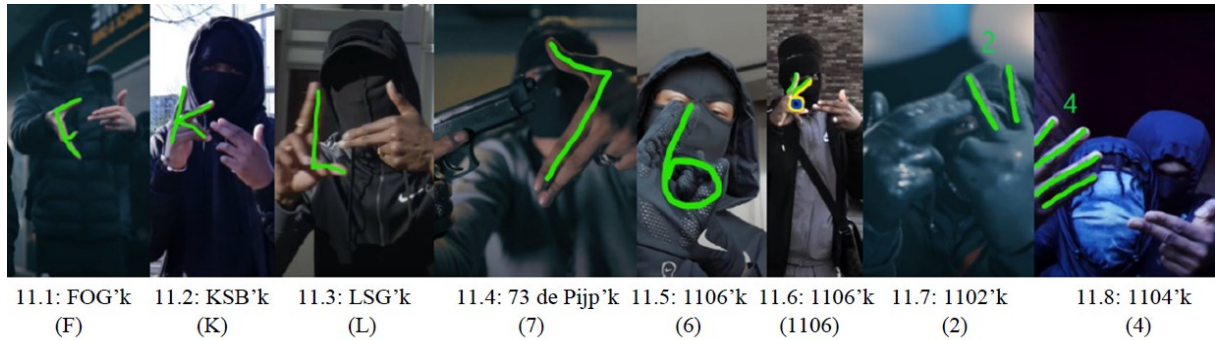 2
4
11.1: FOG’k
(F)
11.2: KSB’k
(K)
11.3: LSG’k
(L)
11.4: 73 de Pijp’k
(7)
11.5: 1106’k
(6)
11.6: 1106’k
(1106)
11.7: 1102’k
(2)
11.8: 1104’k
(4)